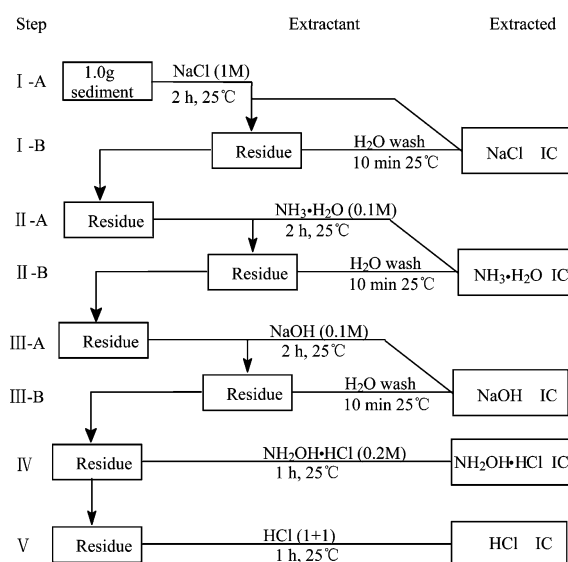 Step Extractant Extracted
Ⅰ-A 1.0g sediment NaCl (1M)
2 h, 25℃
Ⅰ-B Residue H₂O wash
10 min 25℃ NaCl IC
Ⅱ-A Residue NH₃•H₂O (0.1M)
2 h, 25℃
Ⅱ-B Residue H₂O wash
10 min 25℃ NH₃•H₂O IC
Ⅲ-A Residue NaOH (0.1M)
2 h, 25℃
Ⅲ-B Residue H₂O wash
10 min 25℃ NaOH IC
Ⅳ Residue NH₂OH•HCl (0.2M)
1 h, 25℃ NH₂OH•HCl IC
Ⅴ Residue HCl (1+1)
1 h, 25℃ HCl IC